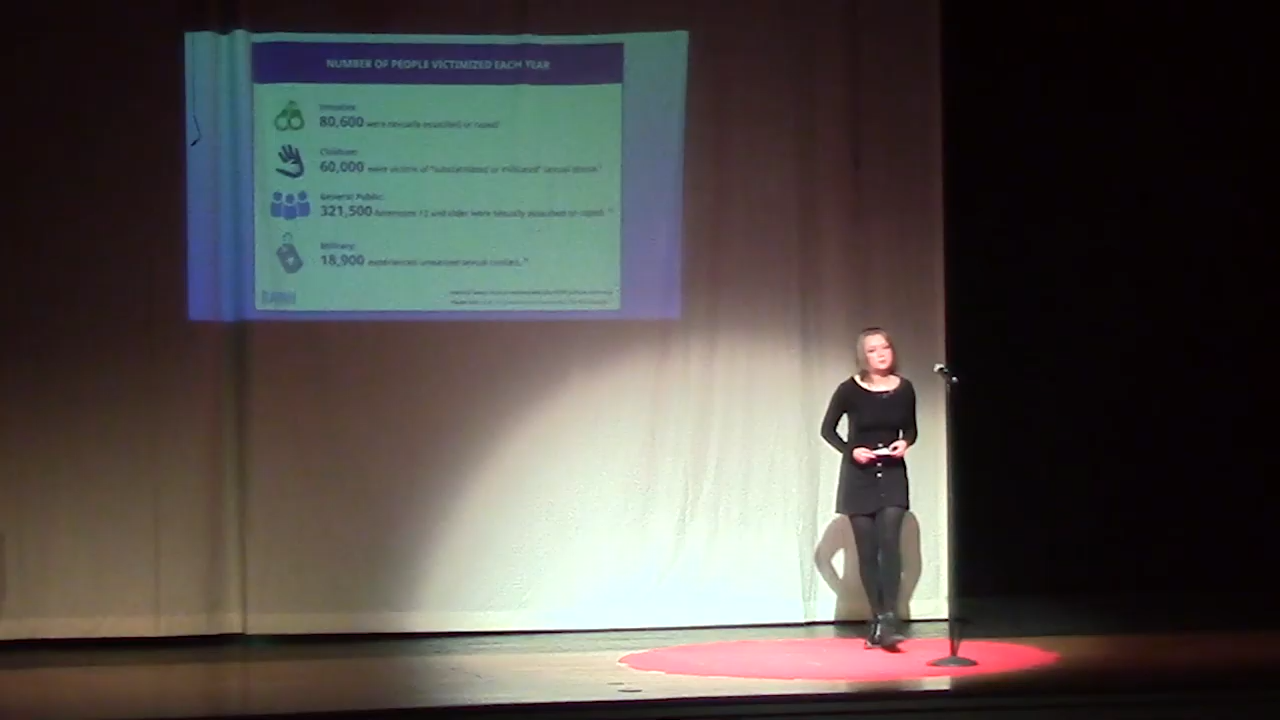 NUMBER OF PEOPLE VICTIMIZED EACH YEAR
Inmates:
80,600 were sexually assaulted or raped
Children:
60,000 were victims of "substantiated or indicated" sexual abuse
General Public:
321,500 Americans 12 and older were sexually assaulted or raped
Military:
18,900 experienced unwanted sexual contact
RAINN